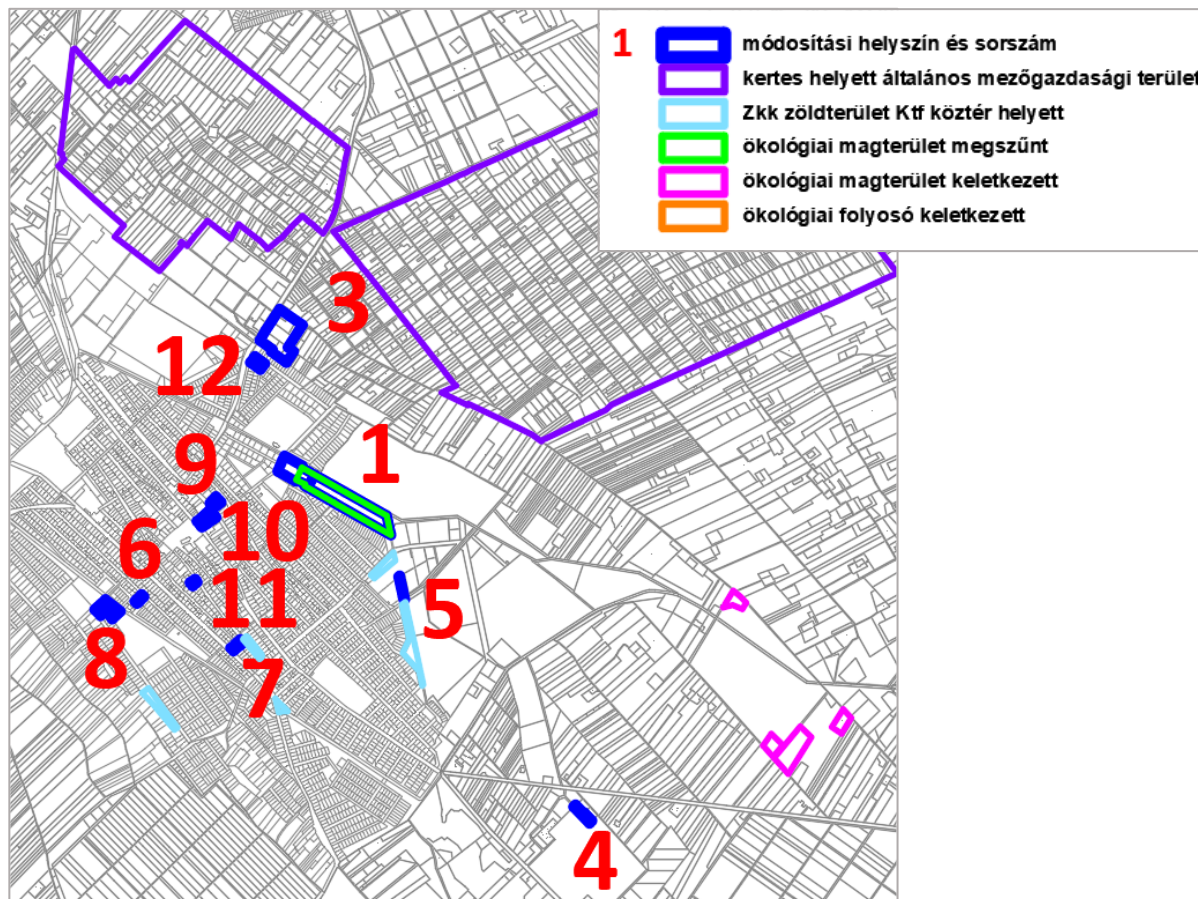 1 módosítási helyszín és sorszám
kertes helyett általános mezőgazdasági terület
Zkk zöldterület Ktf köztér helyett
ökológiai magterület megszűnt
ökológiai magterület keletkezett
ökológiai folyosó keletkezett
3
12
1
9
10
6
11
5
8
7
4